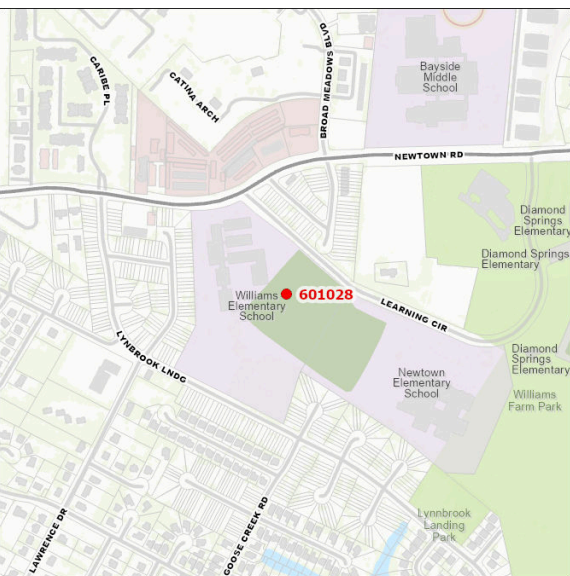 Bayside
Middle
School
CARIBE PL
CATINA ARCH
BROAD MEADOWS BLVD
NEWTOWN RD
Diamond
Springs
Elementary
Diamond Springs
Elementary
Williams
Elementary
School
601028
LEARNING CIR
LYNBROOK LNDG
Diamond
Springs
Elementary
Newtown
Elementary
School
Williams
Farm Park
LAWRENCE DR
GOOSE CREEK RD
Lynnbrook
Landing
Park